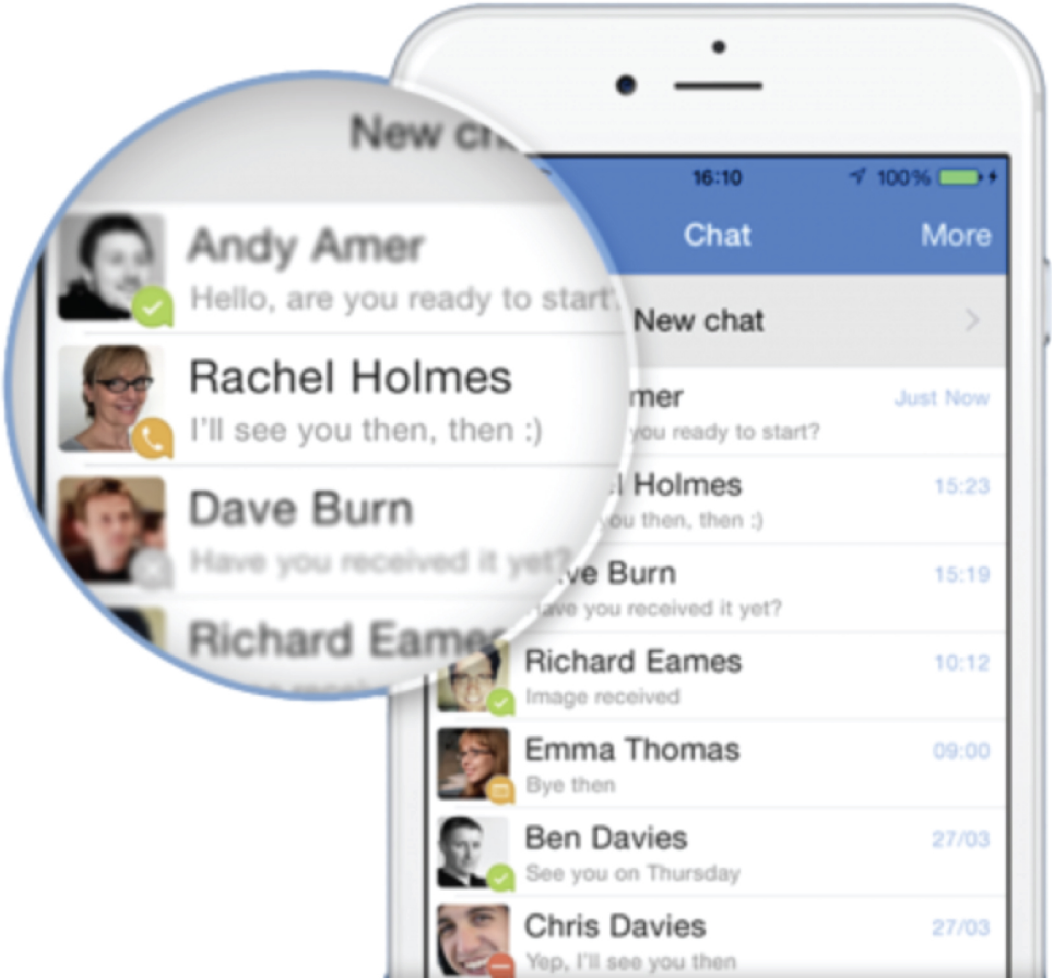 New ch
Andy Amer
Hello, are you ready to start?
Rachel Holmes
I'll see you then, then :)
Dave Burn
Have you received it yet?
Richard Eames
16:10
100%
Chat
More
New chat
mer
Just Now
you ready to start?
l Holmes
15:23
ou then, then :)
ve Burn
15:19
ave you received it yet?
Richard Eames
10:12
Image received
Emma Thomas
09:00
Bye then
Ben Davies
27/03
See you on Thursday
Chris Davies
27/03
Yep, I'll see you then